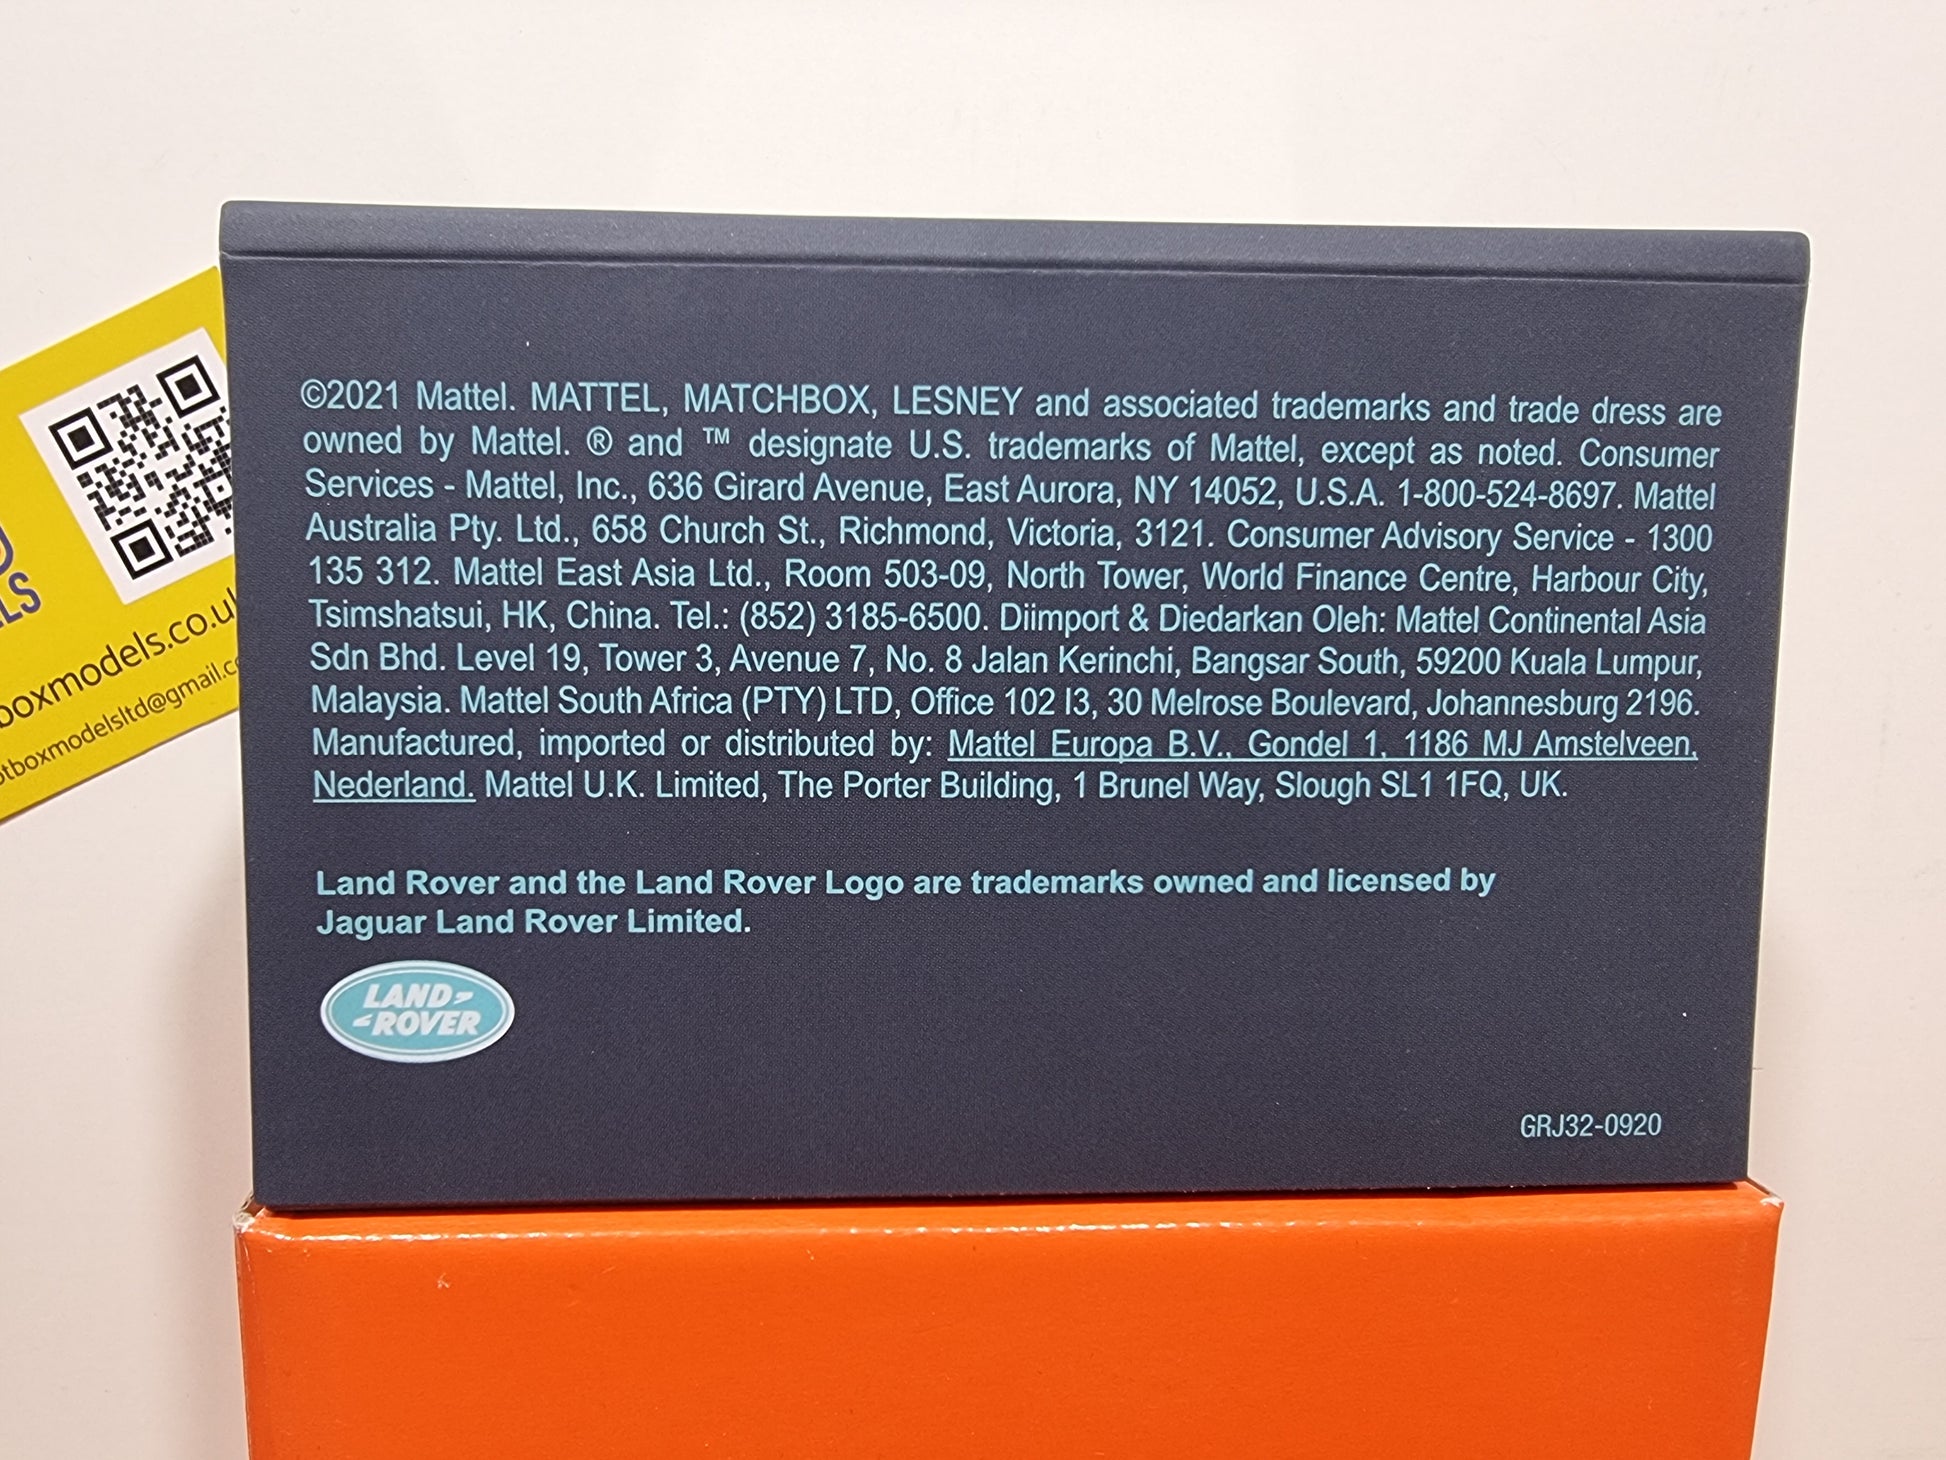 ©2021 Mattel. MATTEL, MATCHBOX, LESNEY and associated trademarks and trade dress are
owned by Mattel. ® and ™ designate U.S. trademarks of Mattel, except as noted. Consumer
Services - Mattel, Inc., 636 Girard Avenue, East Aurora, NY 14052, U.S.A. 1-800-524-8697. Mattel
Australia Pty. Ltd., 658 Church St., Richmond, Victoria, 3121. Consumer Advisory Service - 1300
135 312. Mattel East Asia Ltd., Room 503-09, North Tower, World Finance Centre, Harbour City,
Tsimshatsui, HK, China. Tel.: (852) 3185-6500. Diimport & Diedarkan Oleh: Mattel Continental Asia
Sdn Bhd. Level 19, Tower 3, Avenue 7, No. 8 Jalan Kerinchi, Bangsar South, 59200 Kuala Lumpur,
Malaysia. Mattel South Africa (PTY) LTD, Office 102 I3, 30 Melrose Boulevard, Johannesburg 2196.
Manufactured, imported or distributed by: Mattel Europa B.V., Gondel 1, 1186 MJ Amstelveen,
Nederland. Mattel U.K. Limited, The Porter Building, 1 Brunel Way, Slough SL1 1FQ, UK.
Land Rover and the Land Rover Logo are trademarks owned and licensed by
Jaguar Land Rover Limited.
LAND
ROVER
GRJ32-0920
boxmodels.co.uk
otboxmodelsltd@gmail.c